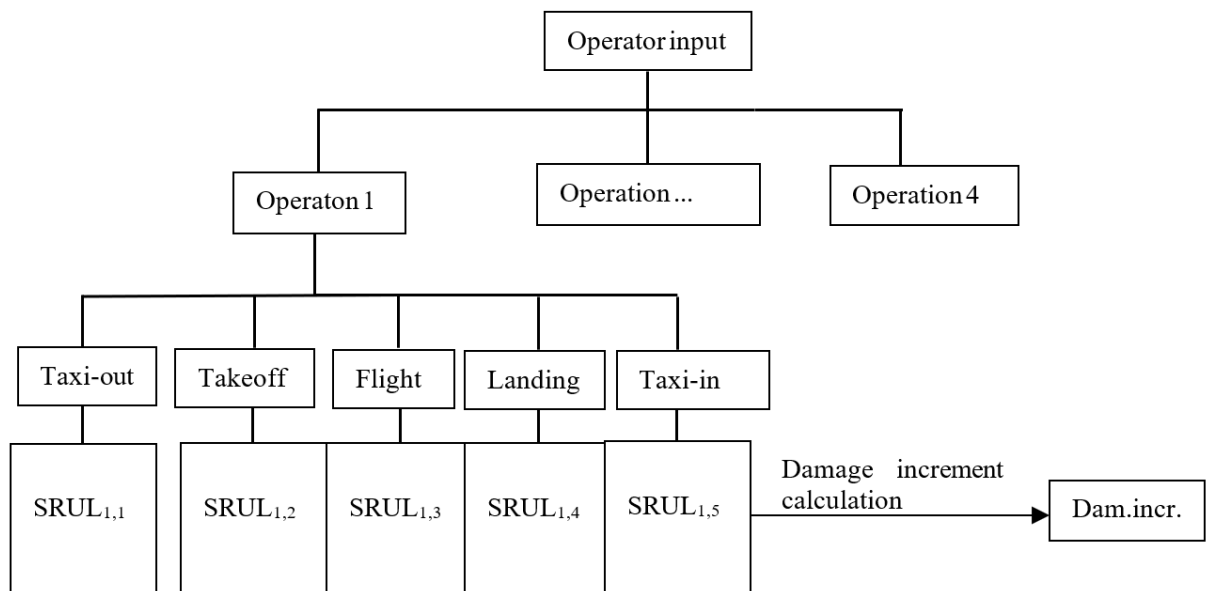 Operator input
Operaton 1
Operation ...
Operation 4
Taxi-out
Takeoff
Flight
Landing
Taxi-in
SRUL₁,₁
SRUL₁,₂
SRUL₁,₃
SRUL₁,₄
SRUL₁,₅
Damage increment
calculation
Dam.incr.